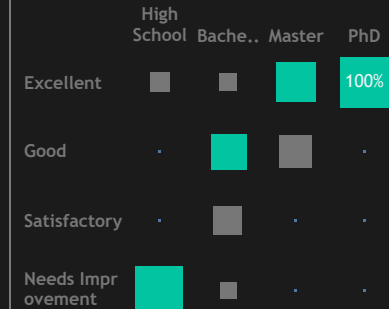 High
School Bache.. Master PhD
Excellent 100%
Good
Satisfactory
Needs Impr
ovement